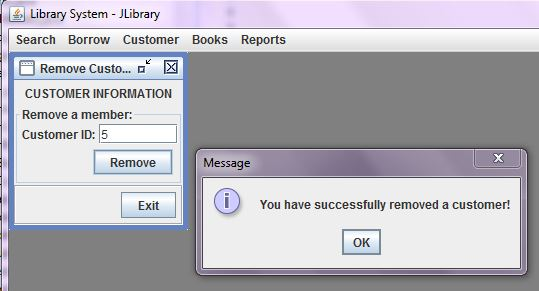 Library System - JLibrary
Search Borrow Customer Books Reports
Remove Custo...
CUSTOMER INFORMATION
Remove a member:
Customer ID: 5
Remove
Exit
Message
You have successfully removed a customer!
OK